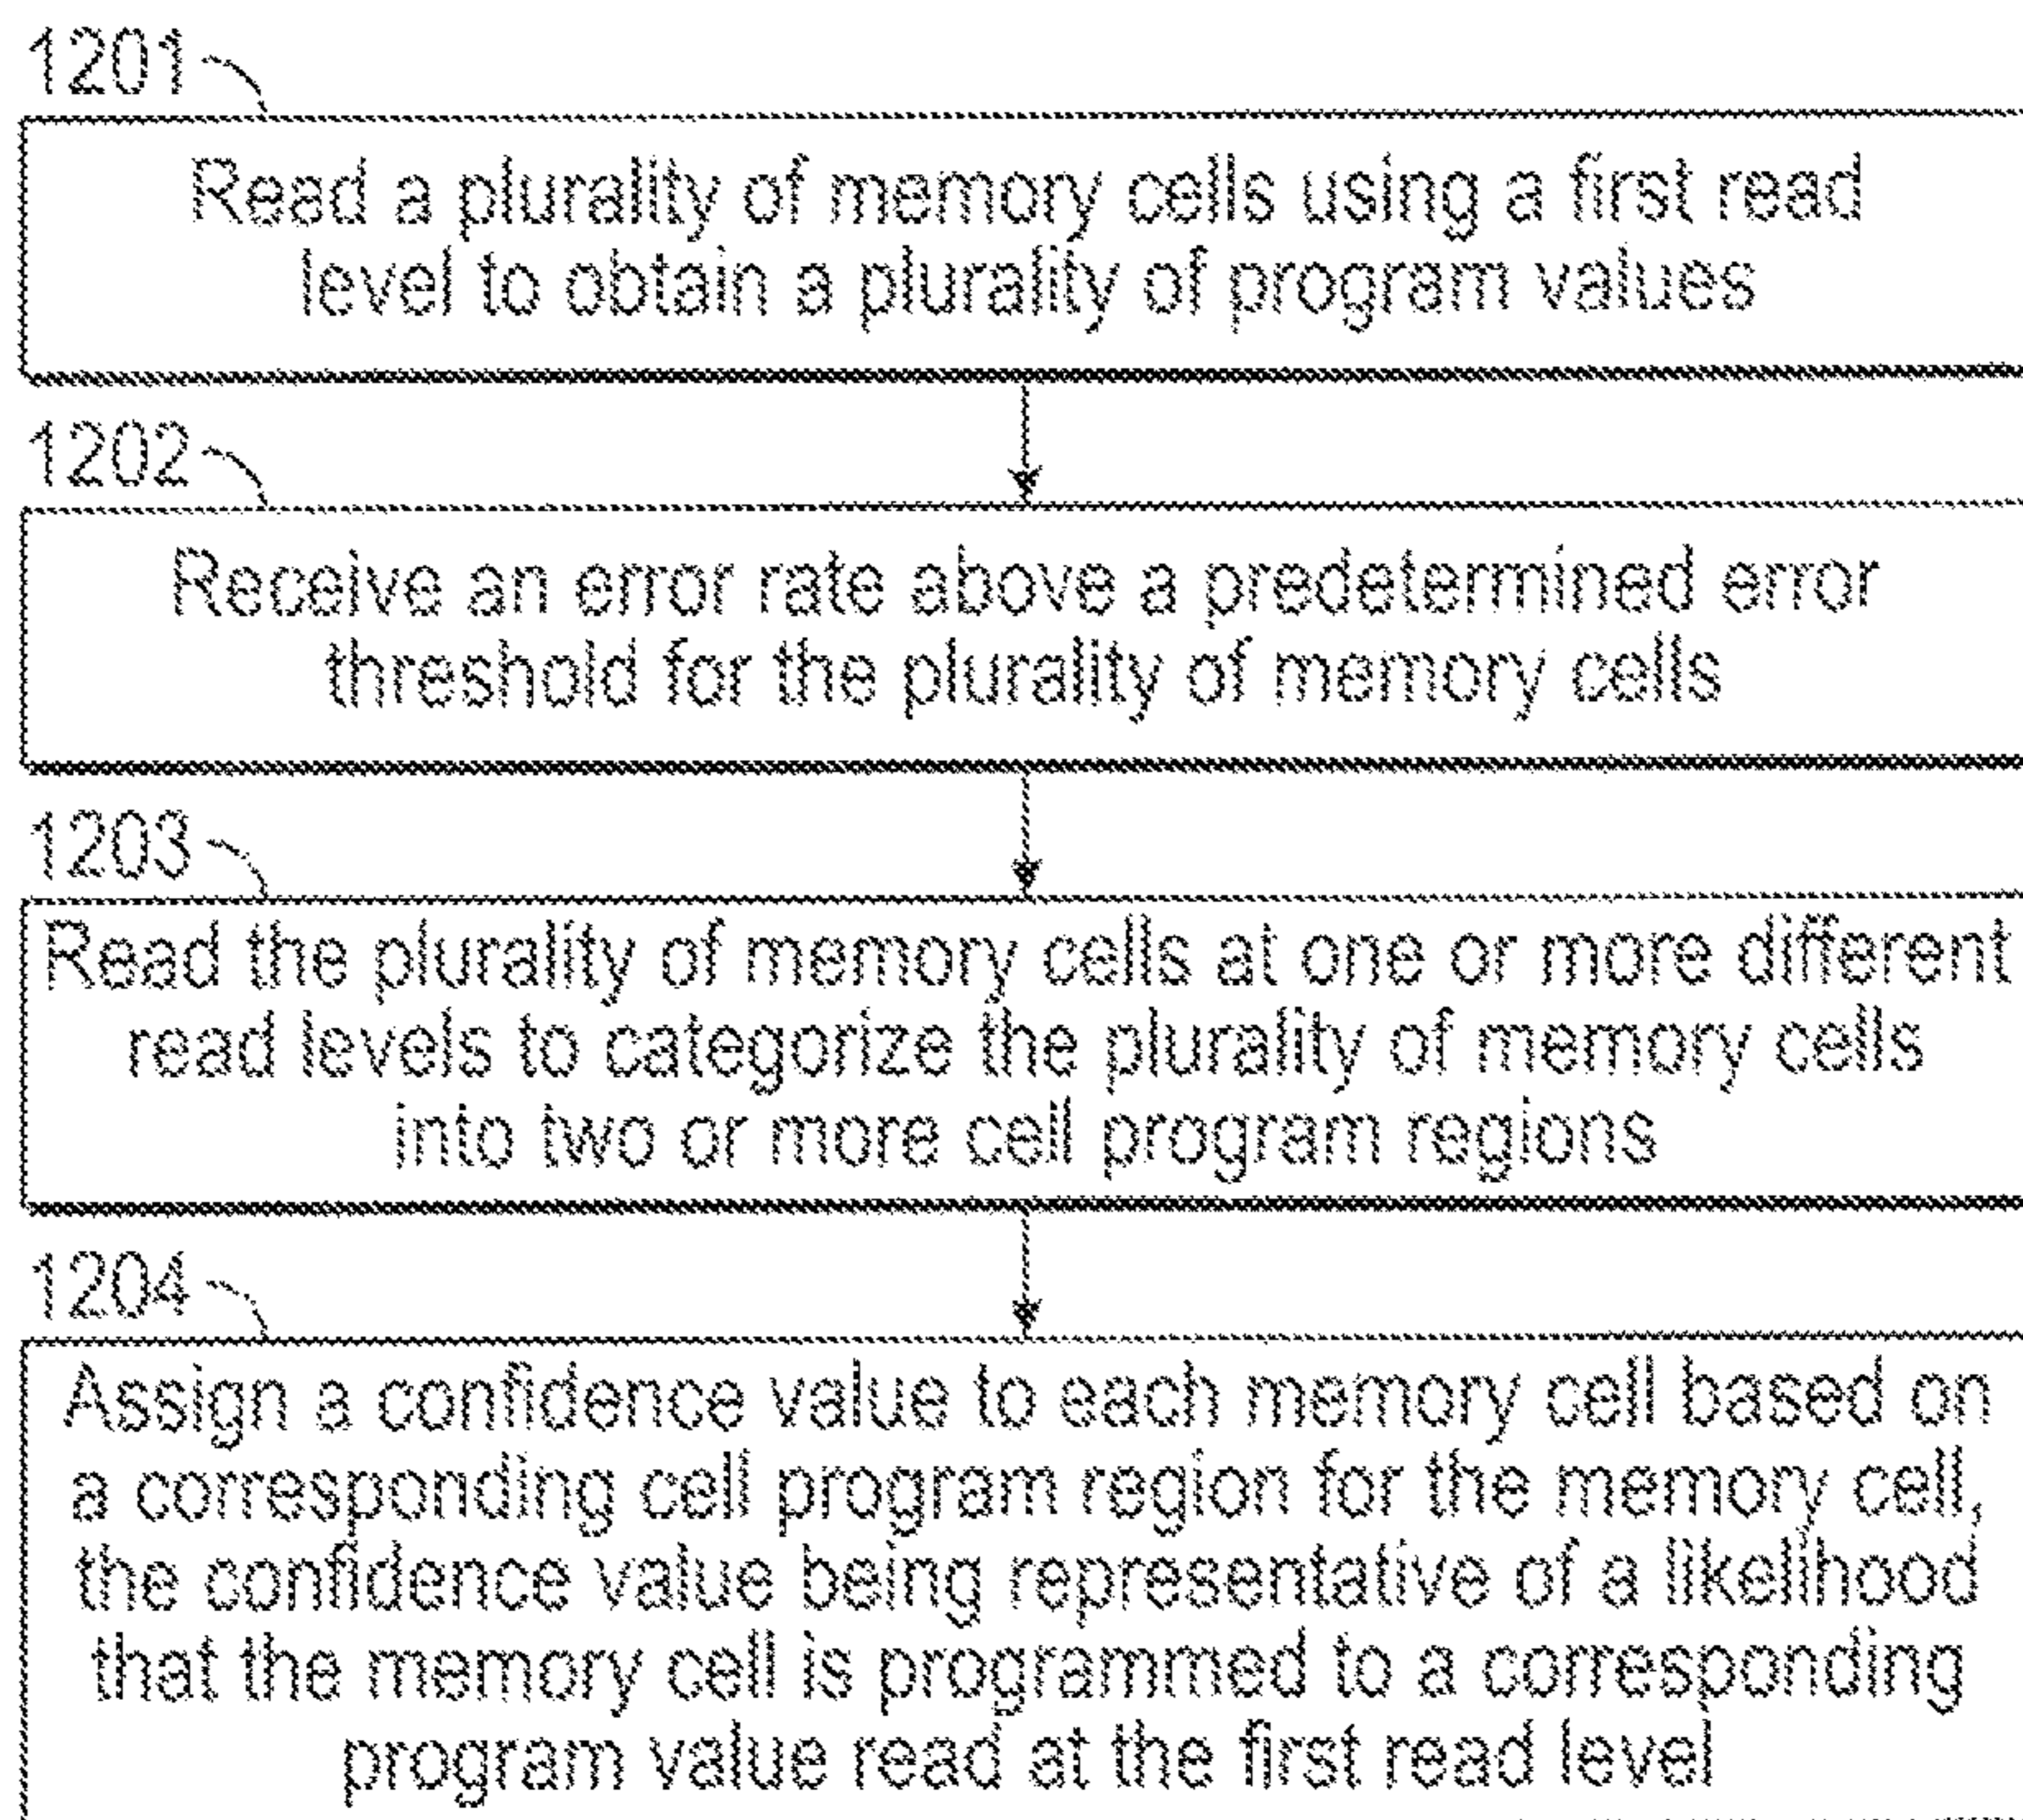 1201
Read a plurality of memory cells using a first read
level to obtain a plurality of program values
1202
Receive an error rate above a predetermined error
threshold for the plurality of memory cells
1203
Read the plurality of memory cells at one or more different
read levels to categorize the plurality of memory cells
into two or more cell program regions
1204
Assign a confidence value to each memory cell based on
a corresponding cell program region for the memory cell,
the confidence value being representative of a likelihood
that the memory cell is programmed to a corresponding
program value read at the first read level